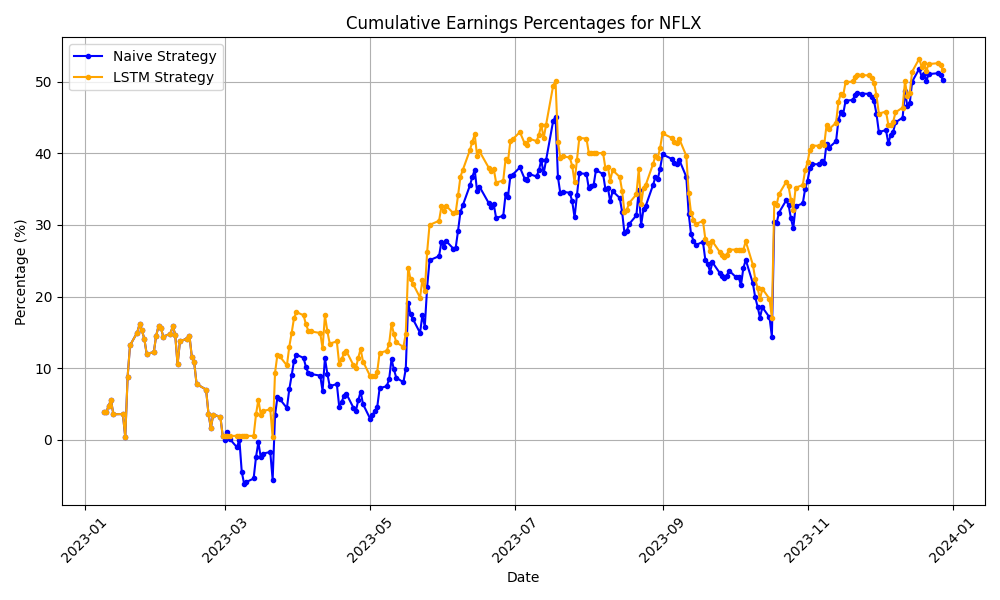 Cumulative Earnings Percentages for NFLX
Naive Strategy
LSTM Strategy
Percentage (%)
50
40
30
20
10
0
2023-01
2023-03
2023-05
2023-07
2023-09
2023-11
2024-01
Date